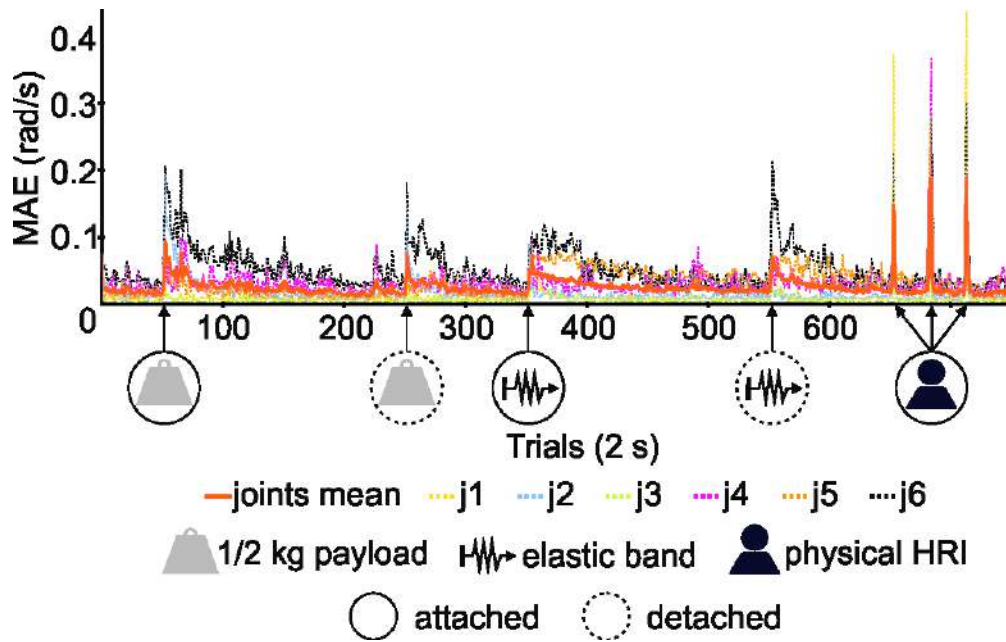 MAE (rad/s)
0.4
0.3
0.2
0.1
0
100 200 300 400 500 600
Trials (2 s)
joints mean j1 j2 j3 j4 j5 j6
1/2 kg payload elastic band physical HRI
attached detached